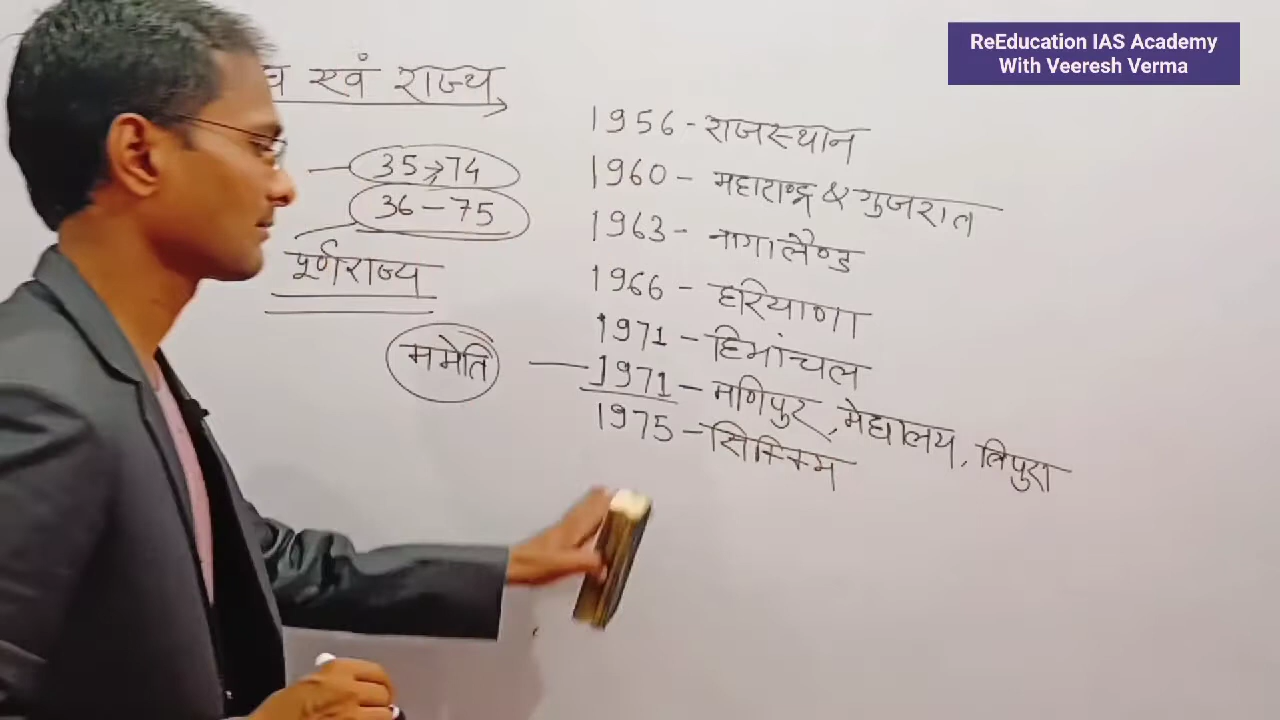 ReEducation IAS Academy
With Veeresh Verma
एवं राज्य
35→74
36-75
पूर्णराज्य
ममेति
1956-राजस्थान
1960-महाराष्ट्र & गुजरात
1963-नागालैण्ड
1966-हरियाणा
1971-हिमांचल
1971-मणिपुर, मेघालय, त्रिपुरा
1975-सिक्किम